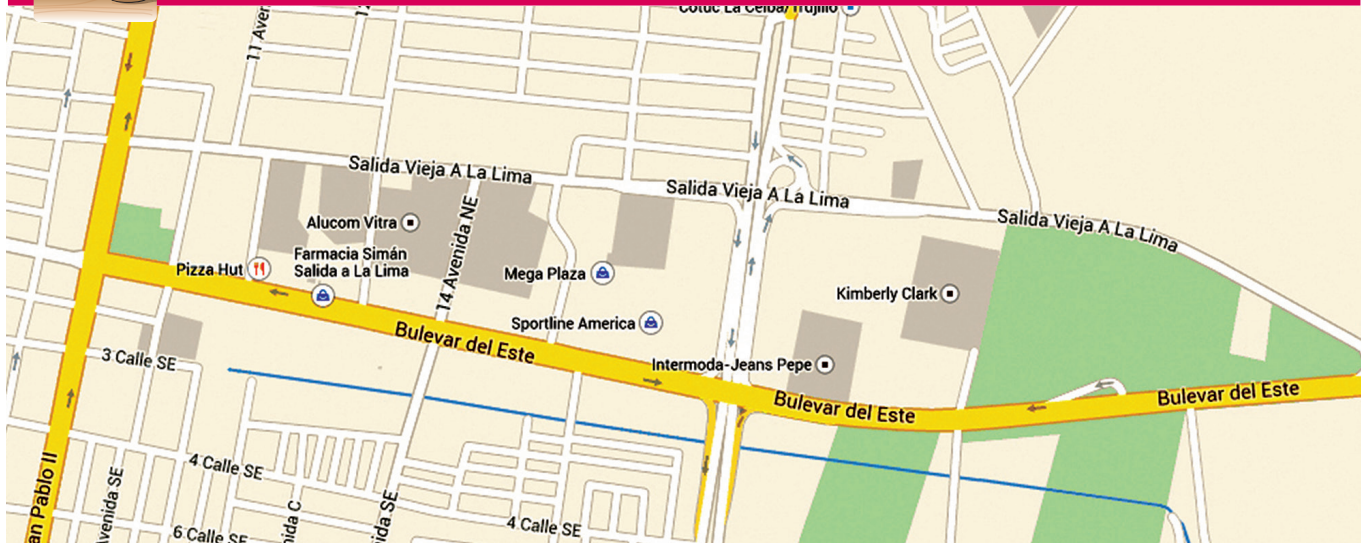 Cotuc La Ceiba/Trujillo
11 Aven
Salida Vieja A La Lima
Salida Vieja A La Lima
Salida Vieja A La Lima
Alucom Vitra
14 Avenida NE
Farmacia Simán
Salida a La Lima
Pizza Hut
Mega Plaza
Kimberly Clark
Sportline America
Bulevar del Este
Intermoda-Jeans Pepe
Bulevar del Este
Bulevar del Este
3 Calle SE
4 Calle SE
an Pablo II
Avenida SE
nida C
ida SE
4 Calle SE
6 Calle SE